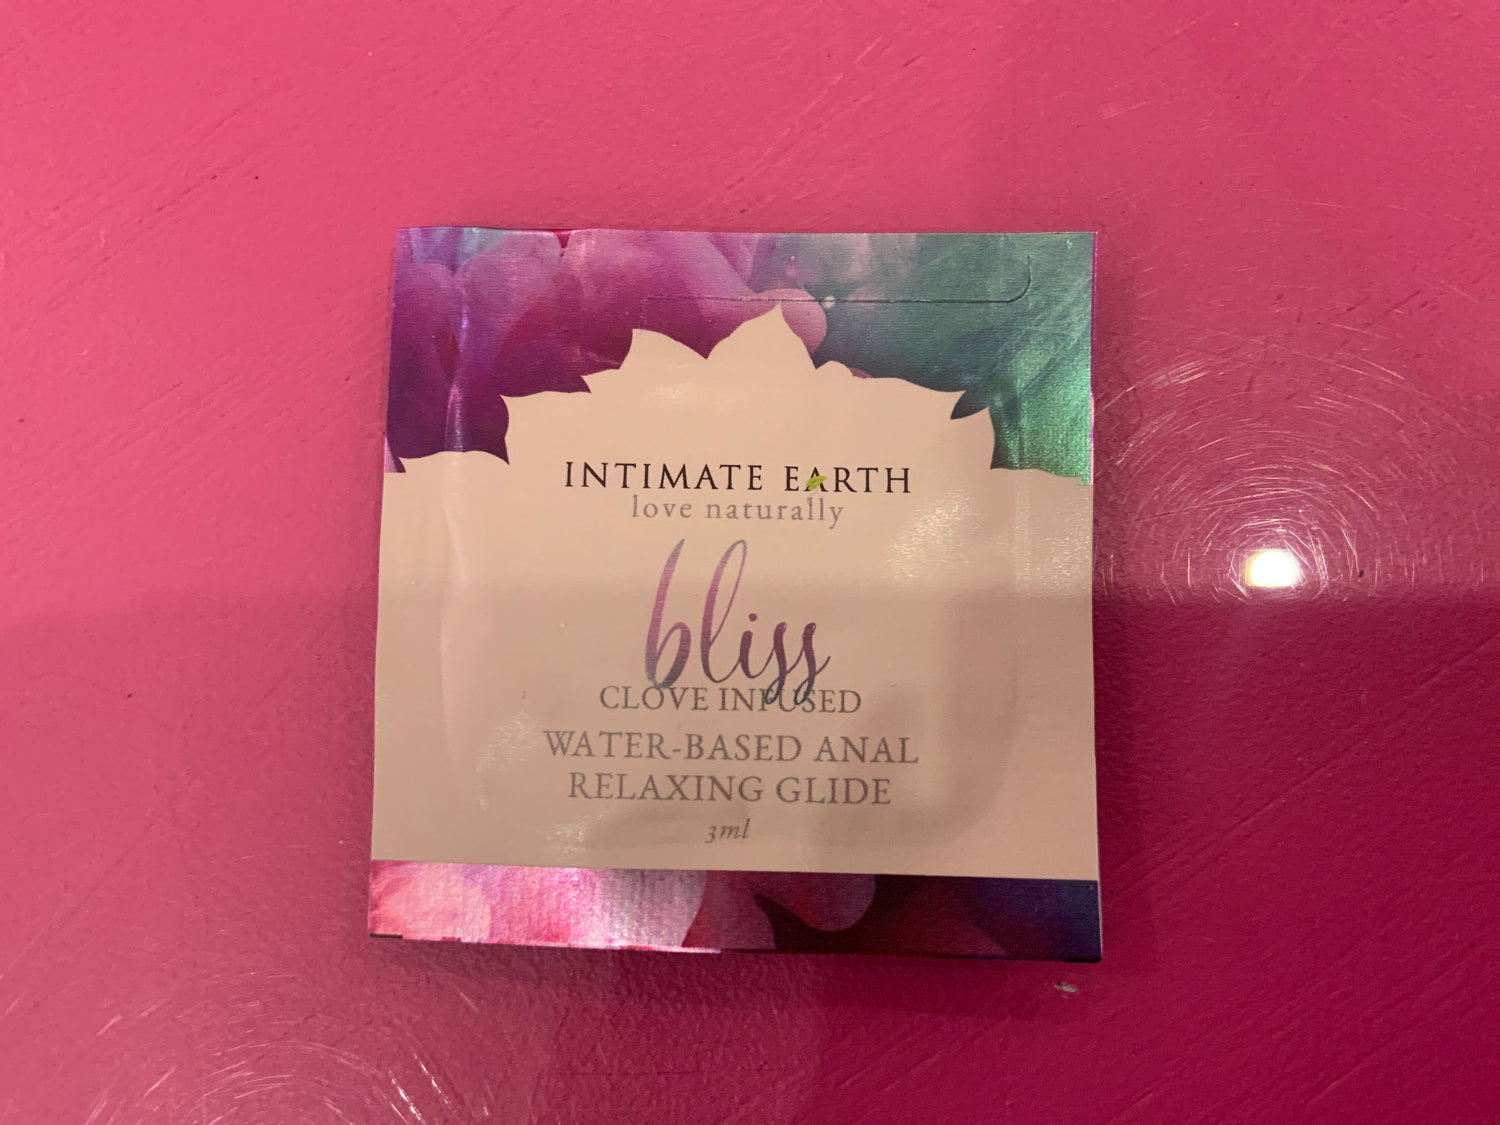 INTIMATE EARTH
love naturally
bliss
CLOVE INFUSED
WATER-BASED ANAL
RELAXING GLIDE
3ml